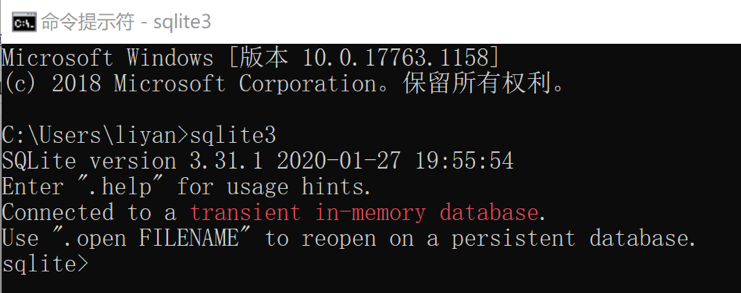 命令提示符 - sqlite3
Microsoft Windows [版本 10.0.17763.1158]
(c) 2018 Microsoft Corporation。保留所有权利。
C:\Users\liyan>sqlite3
SQLite version 3.31.1 2020-01-27 19:55:54
Enter ".help" for usage hints.
Connected to a transient in-memory database.
Use ".open FILENAME" to reopen on a persistent database.
sqlite>